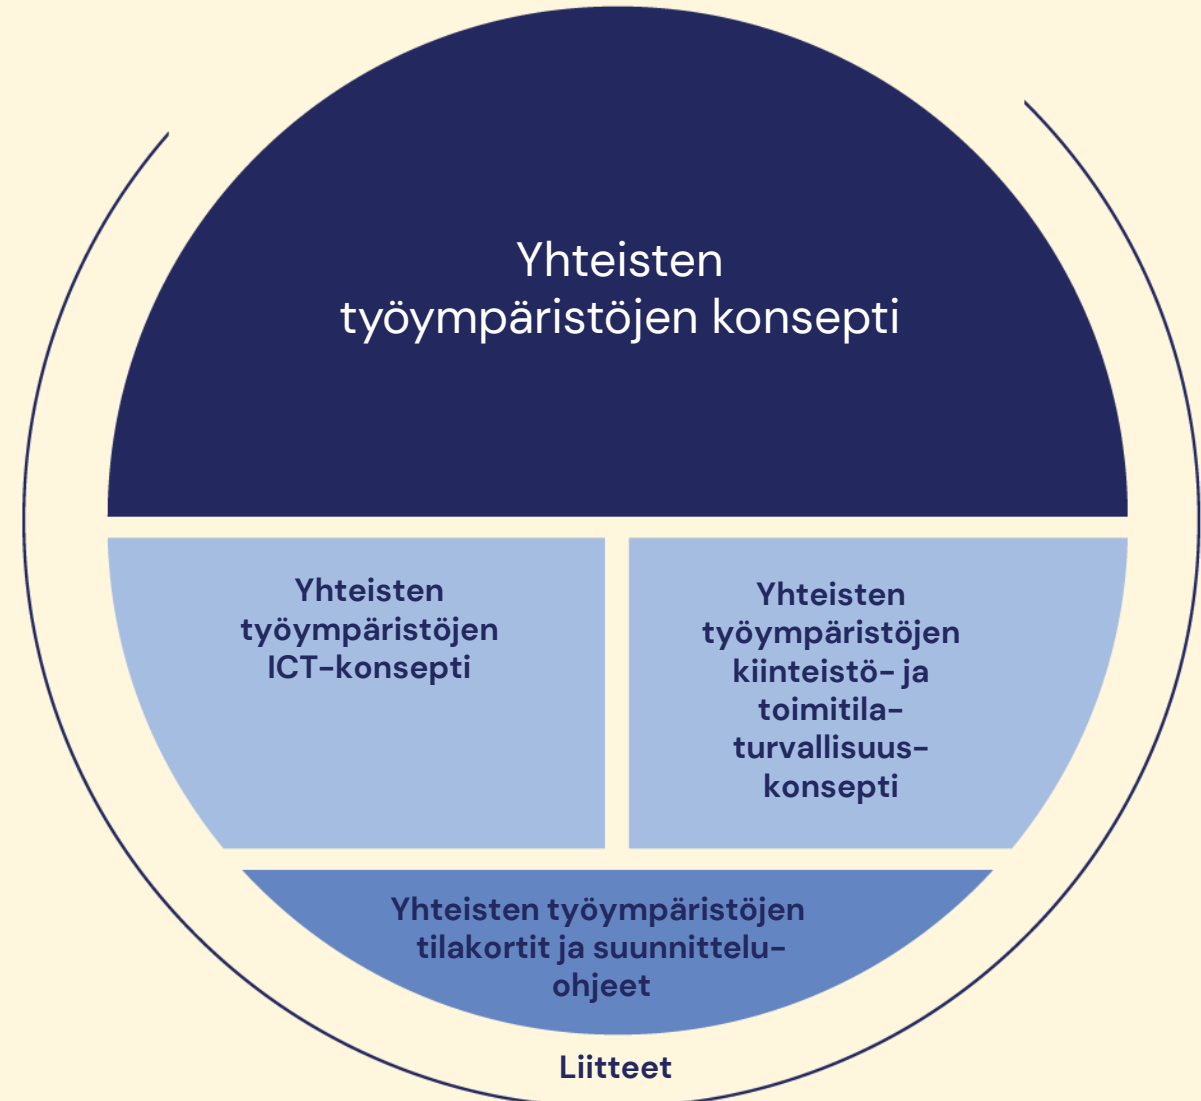 Yhteisten
työympäristöjen konsepti
Yhteisten
työympäristöjen
ICT-konsepti
Yhteisten
työympäristöjen
kiinteistö- ja
toimitila-
turvallisuus-
konsepti
Yhteisten työympäristöjen
tilakortit ja suunnittelu-
ohjeet
Liitteet